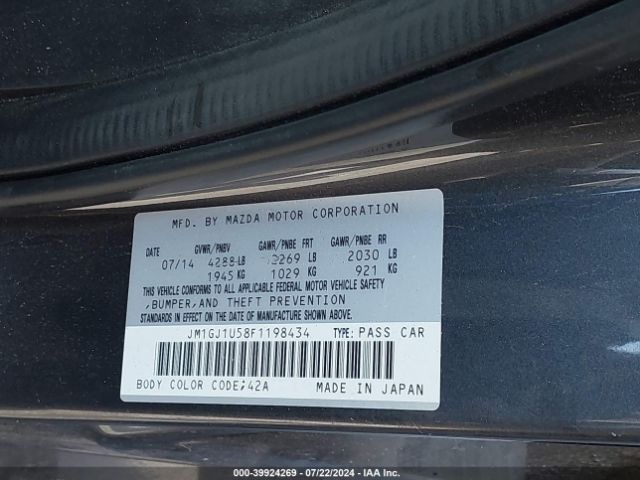 MFD. BY MAZDA MOTOR CORPORATION
DATE GVWR/PNBV GAWR/PNBE FRT GAWR/PNBE RR
07/14 4288 LB 2269 LB 2030 LB
1945 KG 1029 KG 921 KG
THIS VEHICLE CONFORMS TO ALL APPLICABLE FEDERAL MOTOR VEHICLE SAFETY
,BUMPER,AND THEFT PREVENTION
STANDARDS IN EFFECT ON THE DATE OF MANUFACTURE SHOWN ABOVE.
JM1GJ1U58F1198434 TYPE: PASS CAR
BODY COLOR CODE:42A MADE IN JAPAN
000-39924269 - 07/22/2024 - IAA Inc.